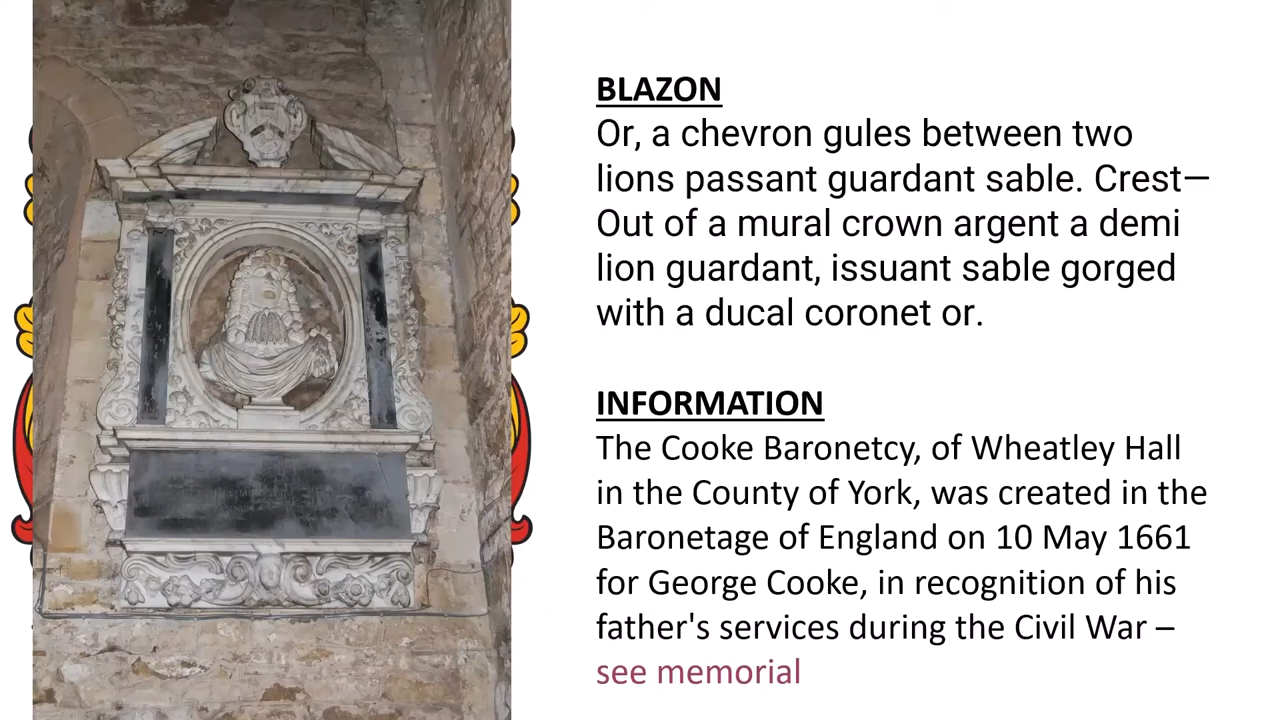 BLAZON
Or, a chevron gules between two
lions passant guardant sable. Crest—
Out of a mural crown argent a demi
lion guardant, issuant sable gorged
with a ducal coronet or.
INFORMATION
The Cooke Baronetcy, of Wheatley Hall
in the County of York, was created in the
Baronetage of England on 10 May 1661
for George Cooke, in recognition of his
father's services during the Civil War –
see memorial